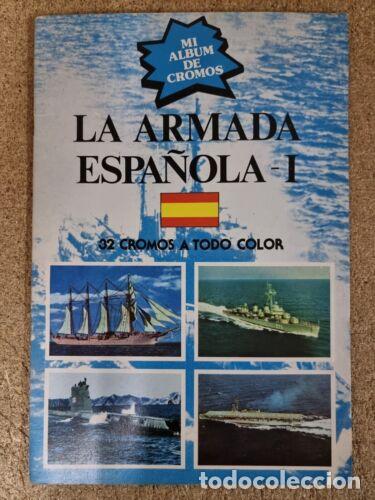 MI
ALBUM
DE
CROMOS
LA ARMADA
ESPAÑOLA-I
32 CROMOS A TODO COLOR
todocoleccion